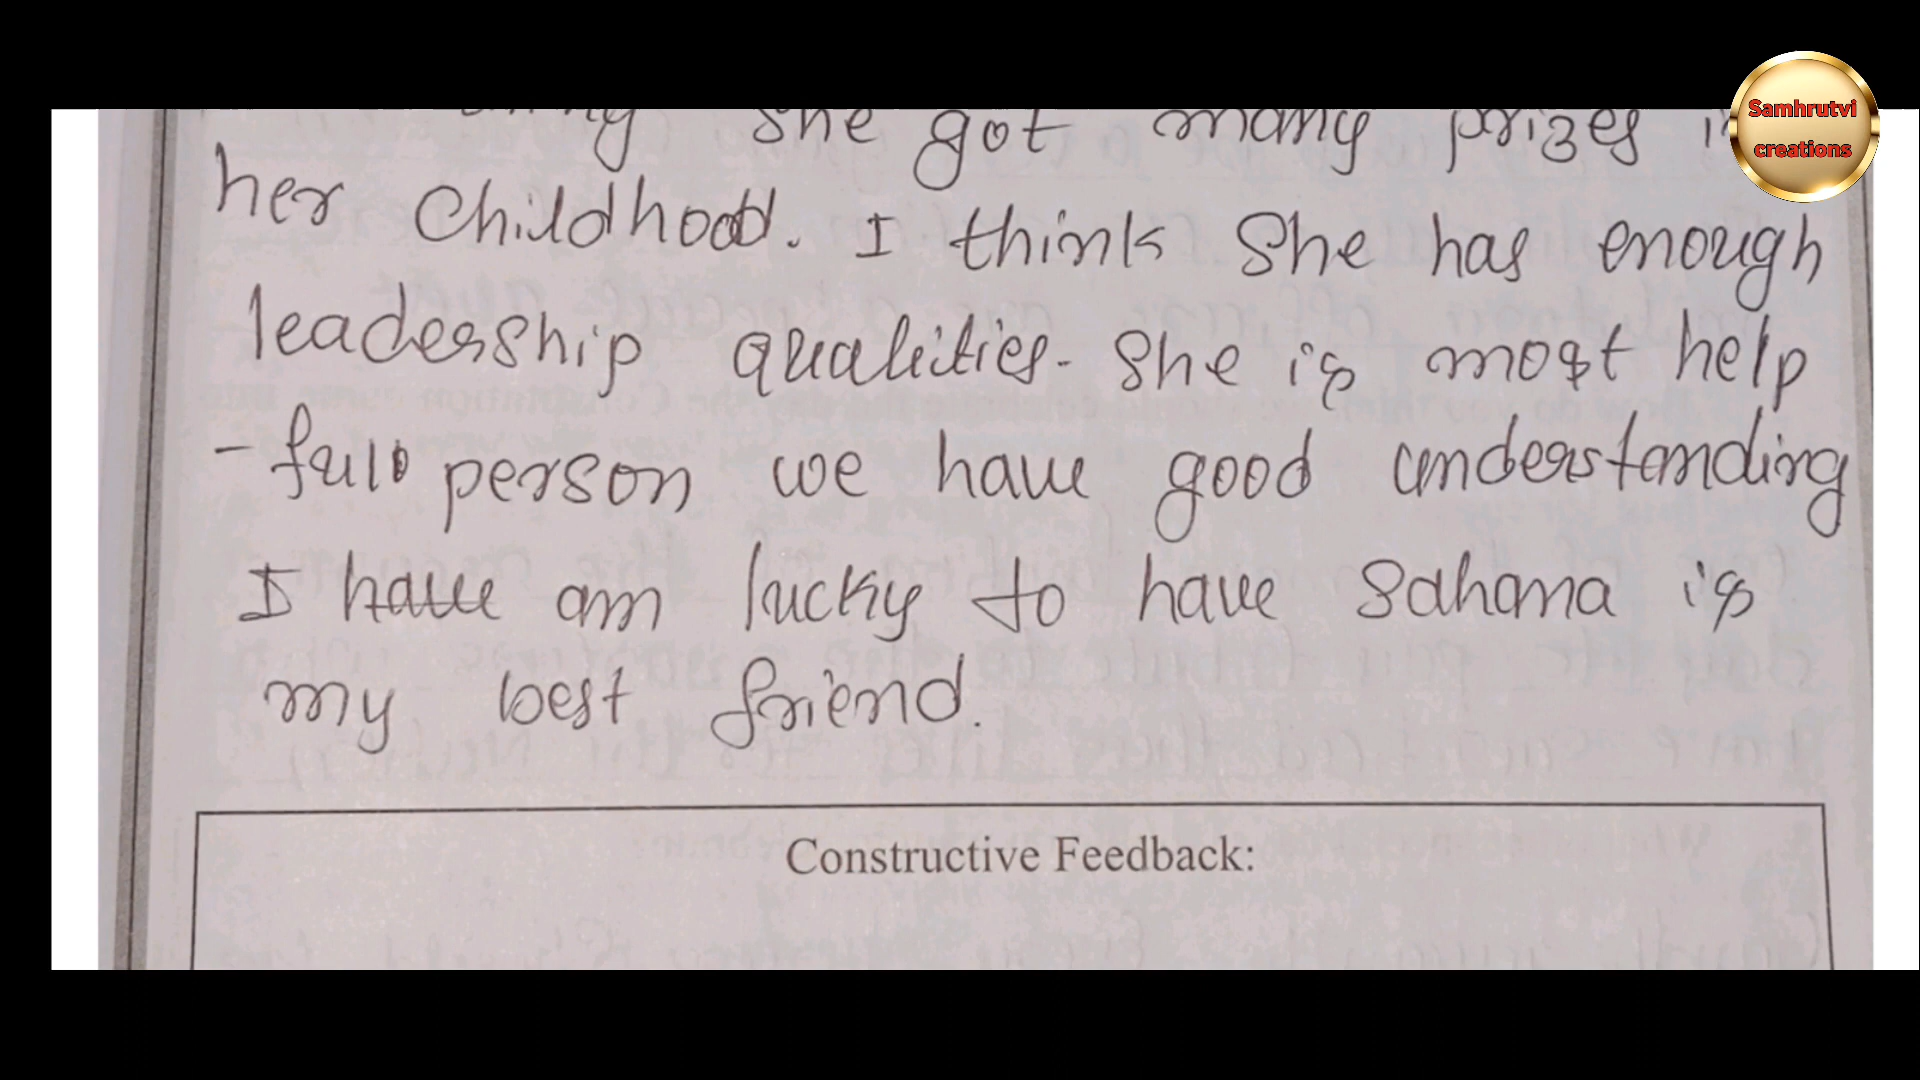 she got many prizes
Samhrutvi
creations
her Childhood. I think She has enough
leadership qualities. She is most help
-full person we have good understanding
I have am lucky to have Sahana is
my best friend.
Constructive Feedback: